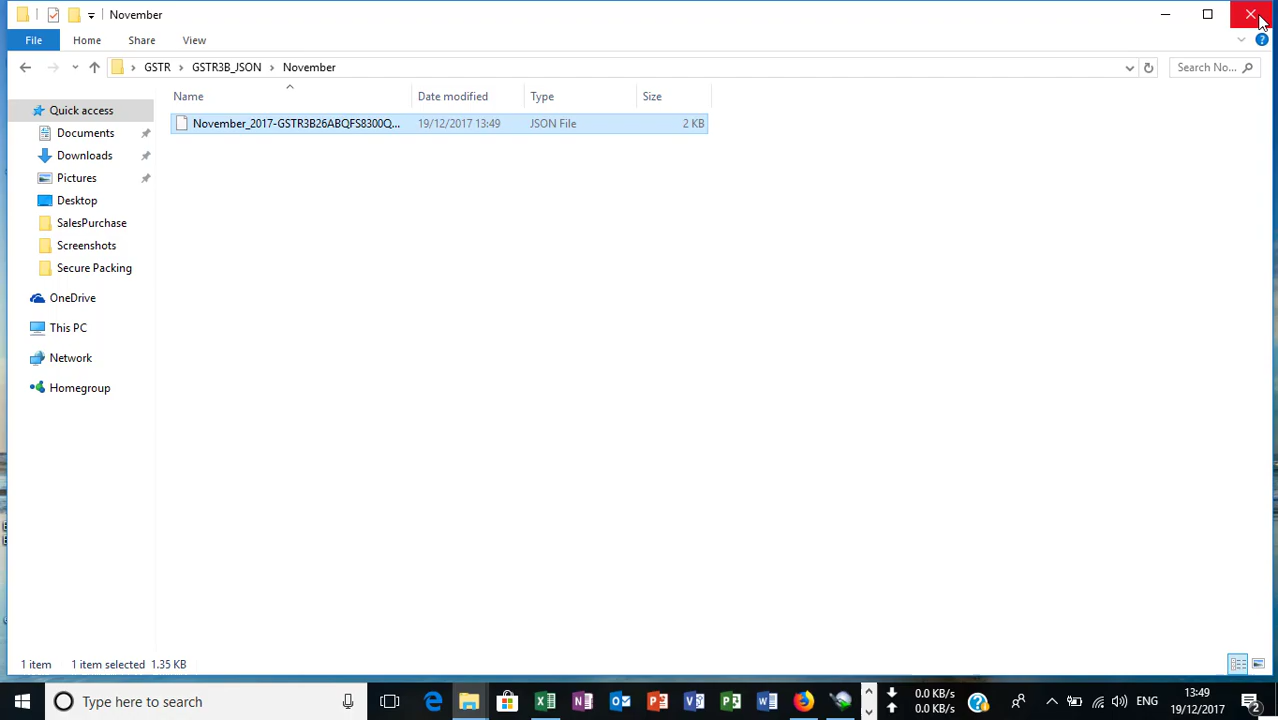 November
File Home Share View
GSTR GSTR3B_JSON November Search No...
Name Date modified Type Size
November_2017-GSTR3B26ABQFS8300Q... 19/12/2017 13:49 JSON File 2 KB
Quick access
Documents
Downloads
Pictures
Desktop
SalesPurchase
Screenshots
Secure Packing
OneDrive
This PC
Network
Homegroup
1 item 1 item selected 1.35 KB
Type here to search
0.0 KB/s
0.0 KB/s
ENG
13:49
19/12/2017
2